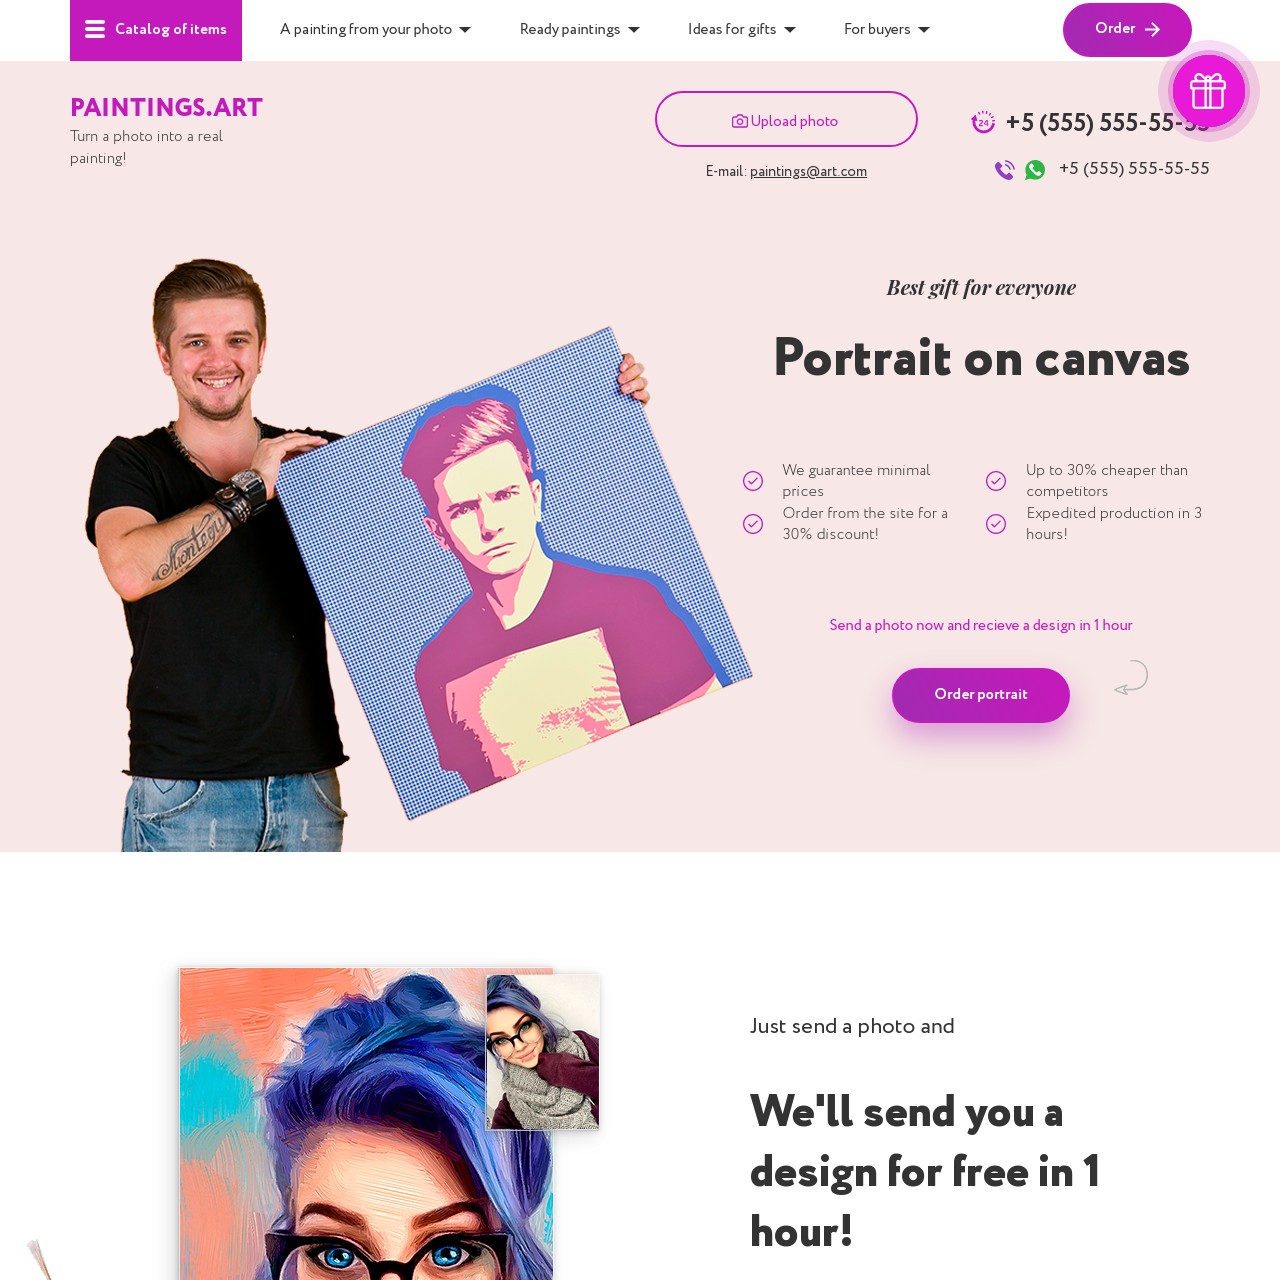 Catalog of items
A painting from your photo
Ready paintings
Ideas for gifts
For buyers
Order
PAINTINGS.ART
Turn a photo into a real
painting!
Upload photo
E-mail: paintings@art.com
24
+5 (555) 555-55-55
+5 (555) 555-55-55
Best gift for everyone
Portrait on canvas
We guarantee minimal
prices
Up to 30% cheaper than
competitors
Order from the site for a
30% discount!
Expedited production in 3
hours!
Send a photo now and recieve a design in 1 hour
Order portrait
Just send a photo and
We'll send you a
design for free in 1
hour!